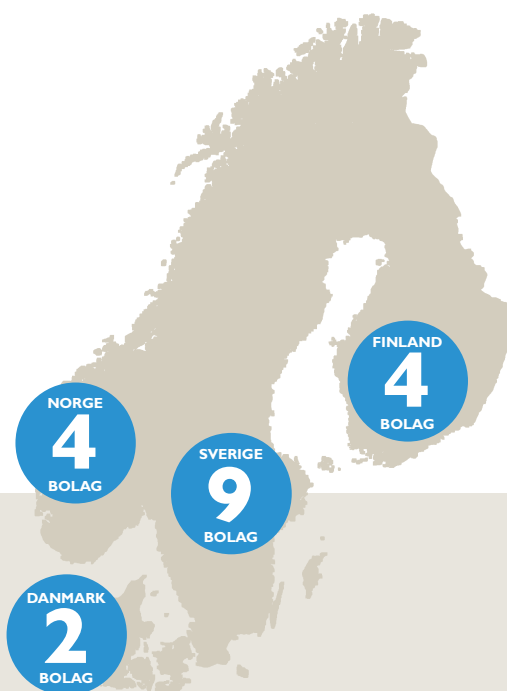 FINLAND
4
BOLAG
NORGE
4
BOLAG
SVERIGE
9
BOLAG
DANMARK
2
BOLAG